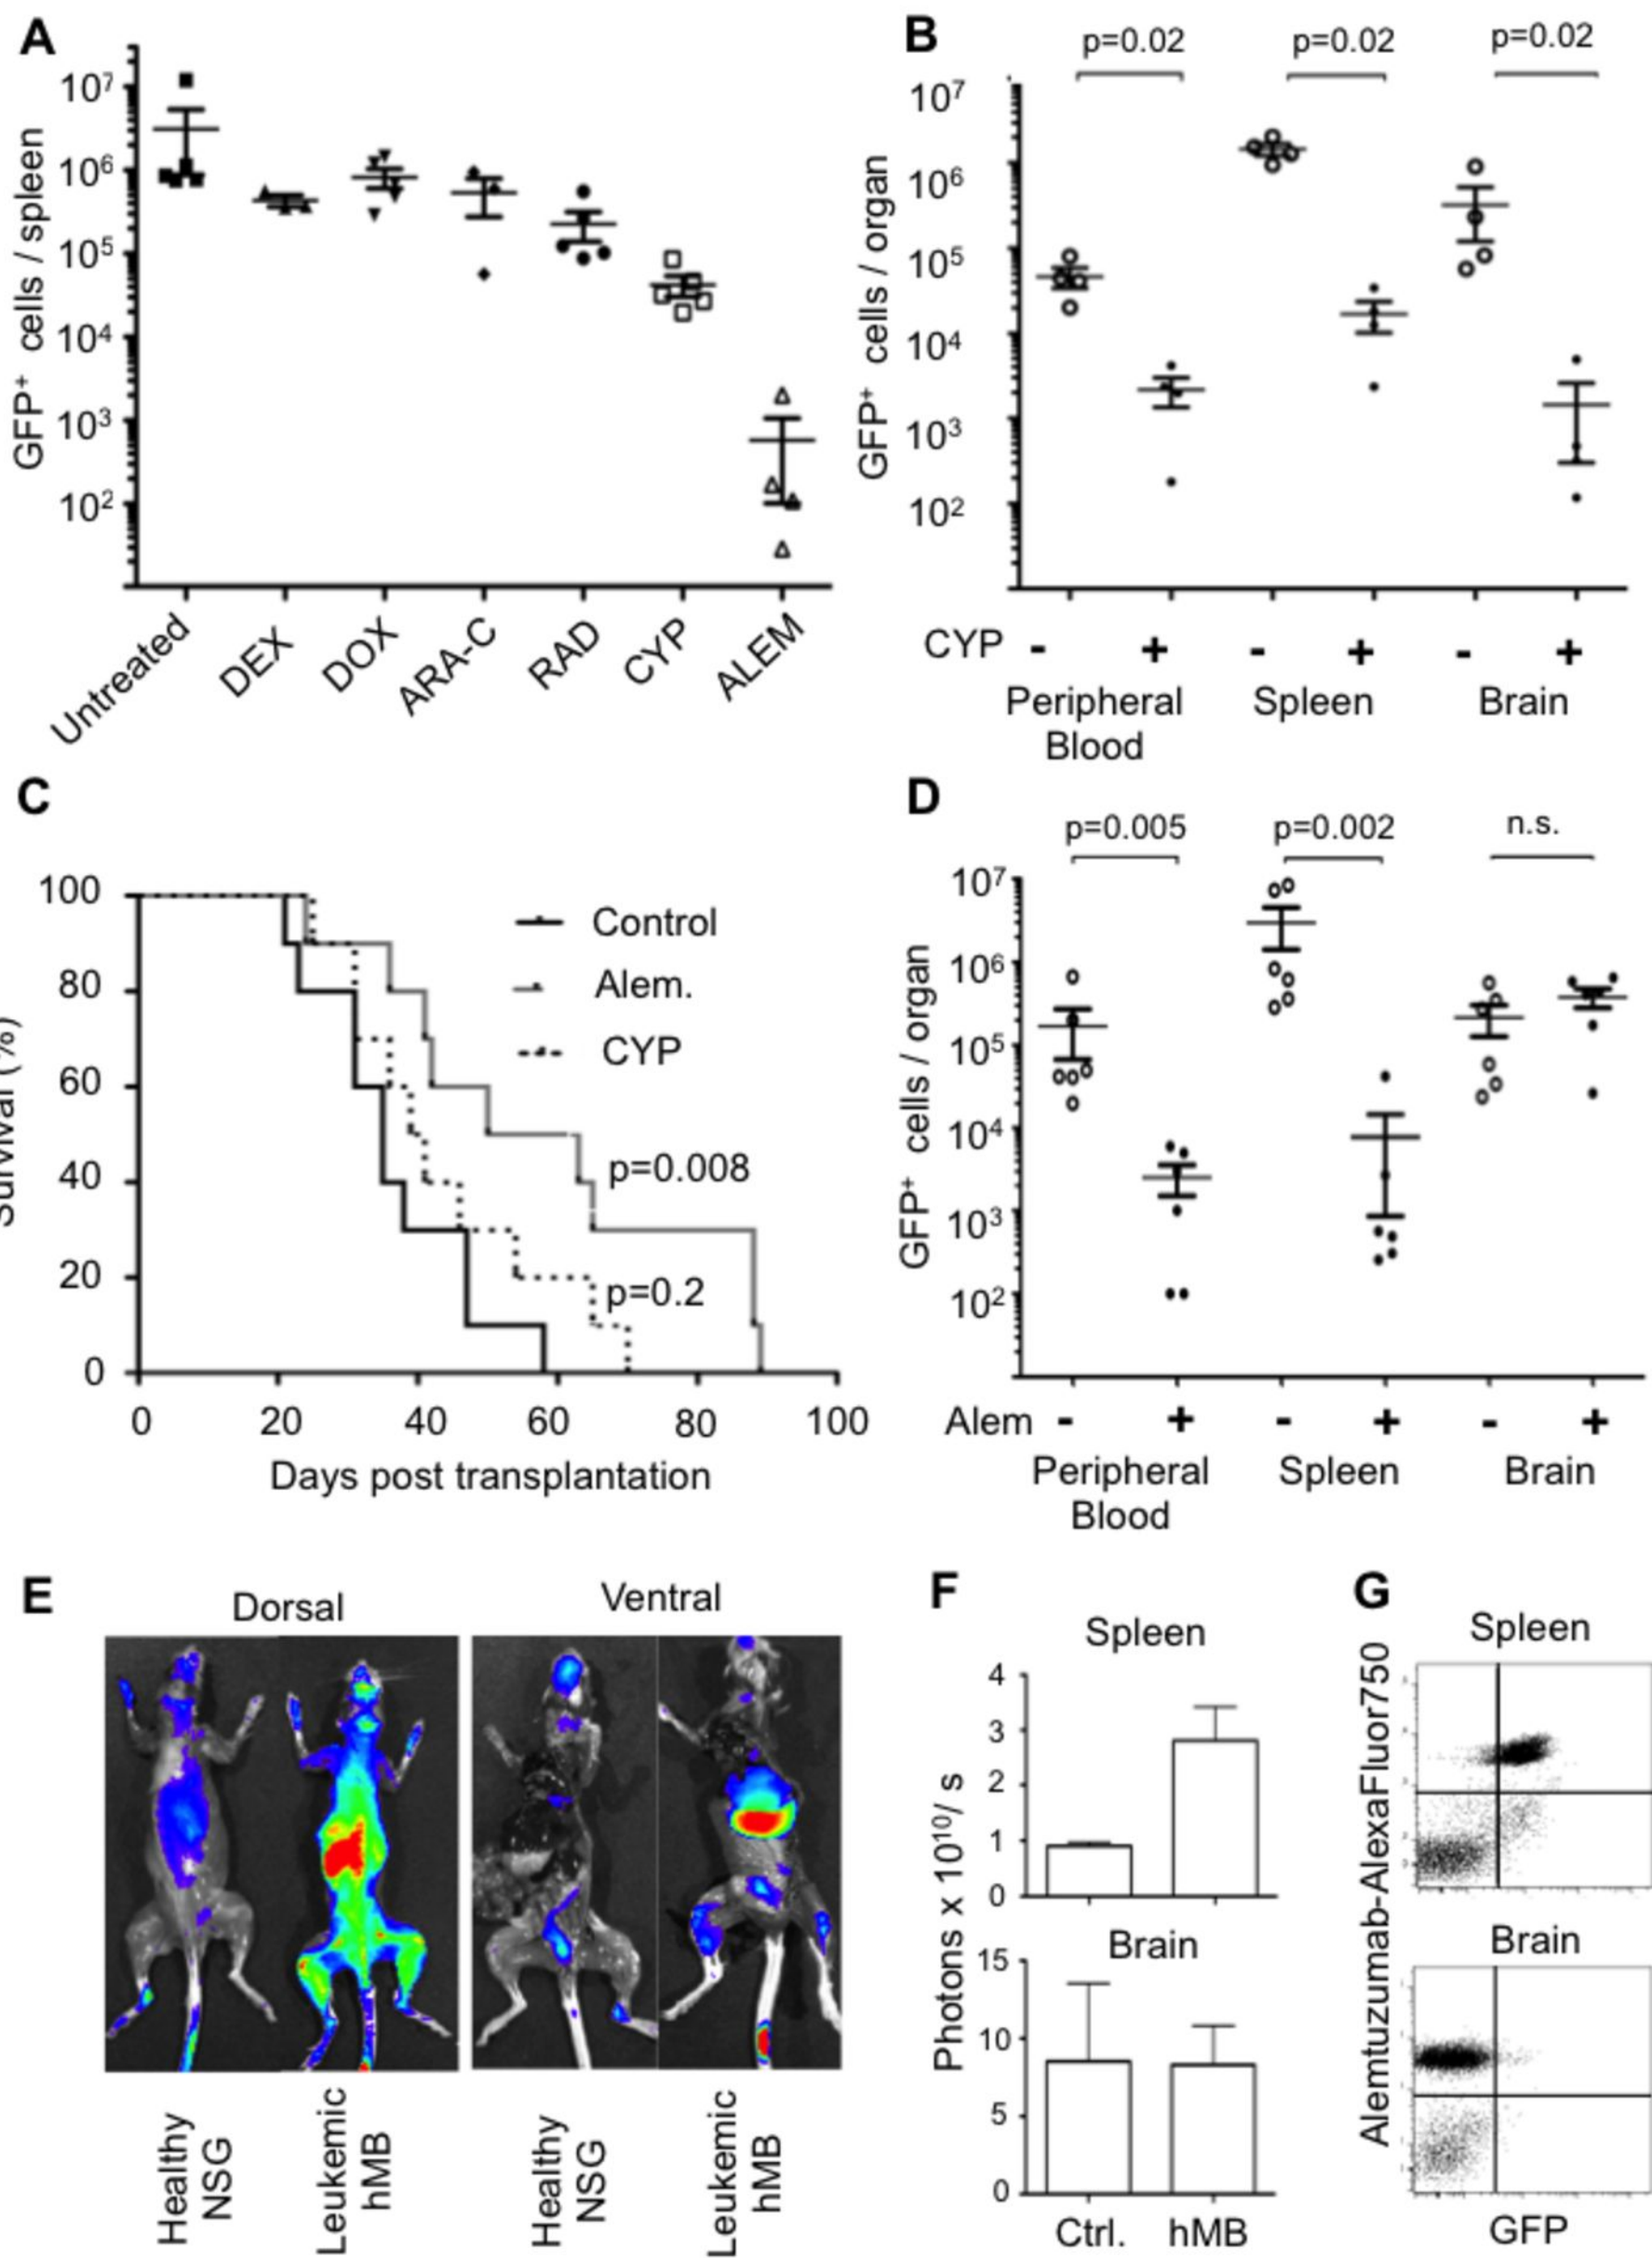 A
GFP⁺ cells / spleen
10⁷
10⁶
10⁵
10⁴
10³
10²
Untreated
DEX
DOX
ARA-C
RAD
CYP
ALEM
B
p=0.02
p=0.02
p=0.02
GFP⁺ cells / organ
10⁷
10⁶
10⁵
10⁴
10³
10²
CYP - + - + - +
Peripheral
Blood
Spleen
Brain
C
Survival (%)
100
80
60
40
20
0
Control
Alem.
CYP
p=0.008
p=0.2
0 20 40 60 80 100
Days post transplantation
D
p=0.005
p=0.002
n.s.
GFP⁺ cells / organ
10⁷
10⁶
10⁵
10⁴
10³
10²
Alem - + - + - +
Peripheral
Blood
Spleen
Brain
E
Dorsal
Ventral
Healthy
NSG
Leukemic
hMB
Healthy
NSG
Leukemic
hMB
F
Photons x 10¹⁰/ s
Spleen
4
3
2
1
0
Brain
15
10
5
0
Ctrl. hMB
G
Alemtuzumab-AlexaFluor750
Spleen
Brain
GFP